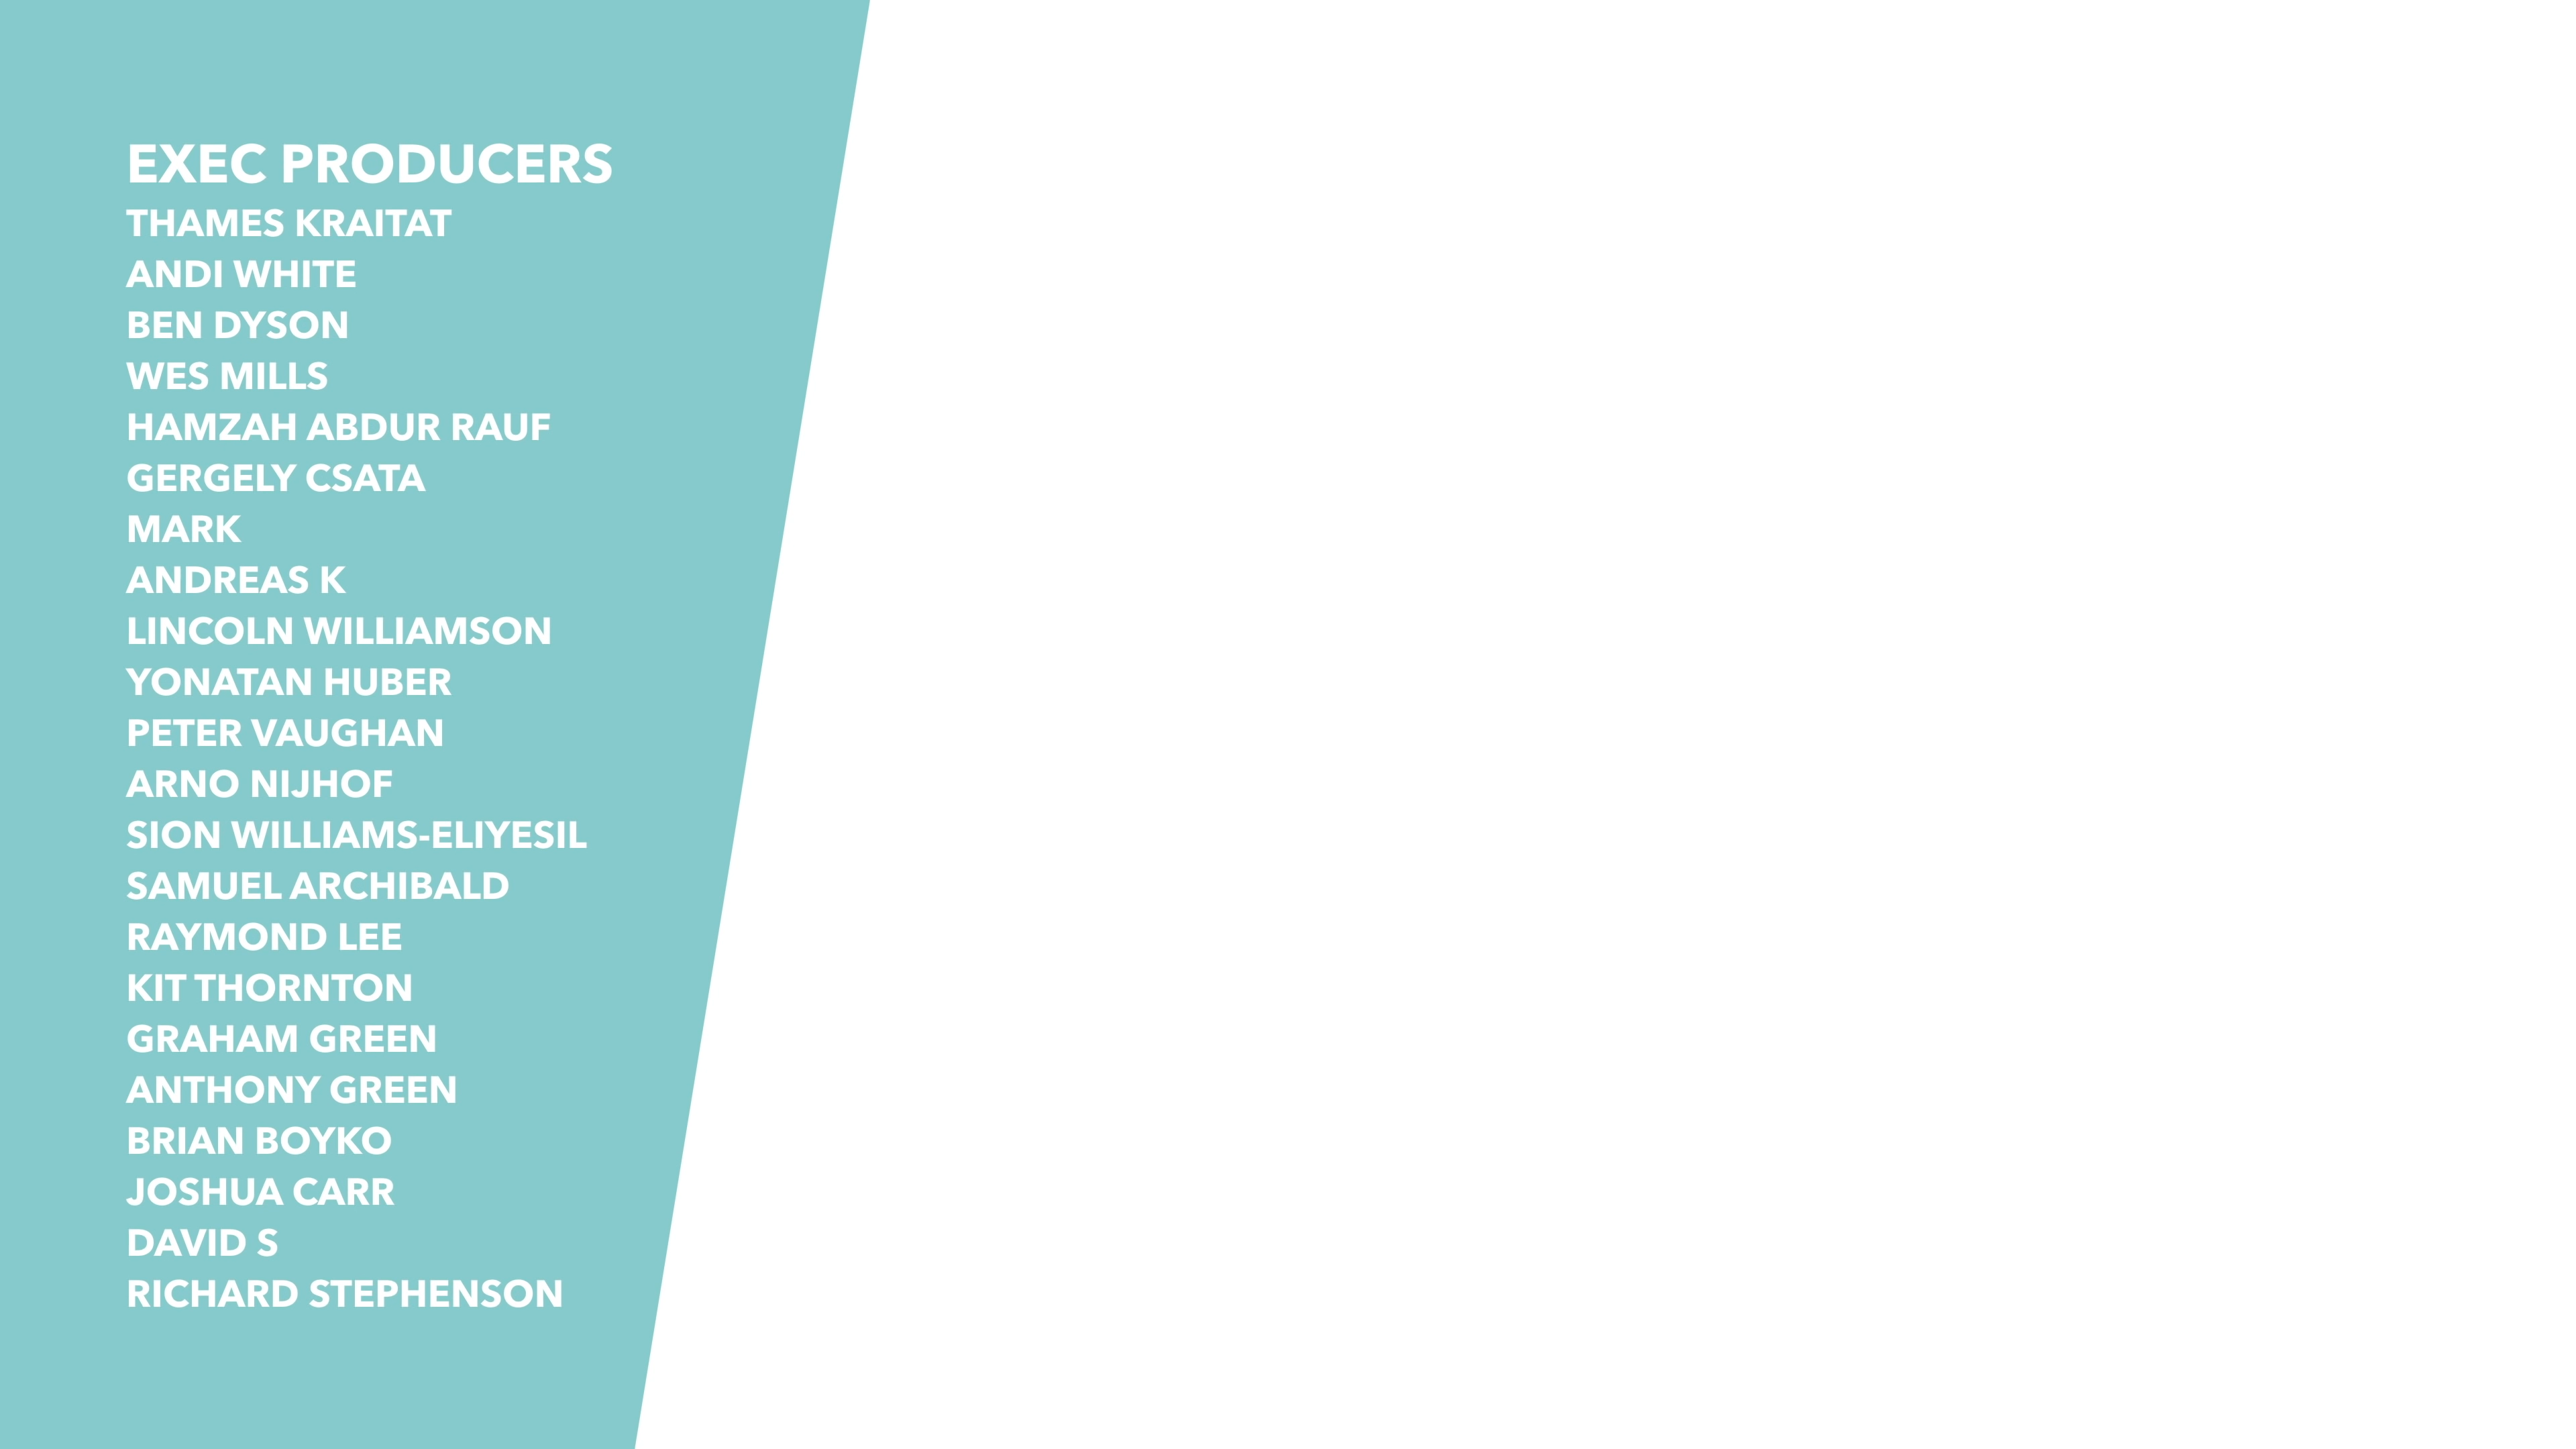 EXEC PRODUCERS
THAMES KRAITAT
ANDI WHITE
BEN DYSON
WES MILLS
HAMZAH ABDUR RAUF
GERGELY CSATA
MARK
ANDREAS K
LINCOLN WILLIAMSON
YONATAN HUBER
PETER VAUGHAN
ARNO NIJHOF
SION WILLIAMS-ELIYESIL
SAMUEL ARCHIBALD
RAYMOND LEE
KIT THORNTON
GRAHAM GREEN
ANTHONY GREEN
BRIAN BOYKO
JOSHUA CARR
DAVID S
RICHARD STEPHENSON